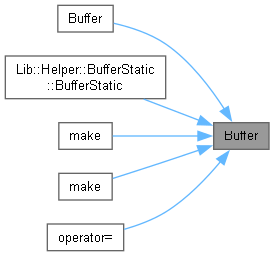 Buffer
Lib::Helper::BufferStatic
::BufferStatic
make
make
operator=
Buffer